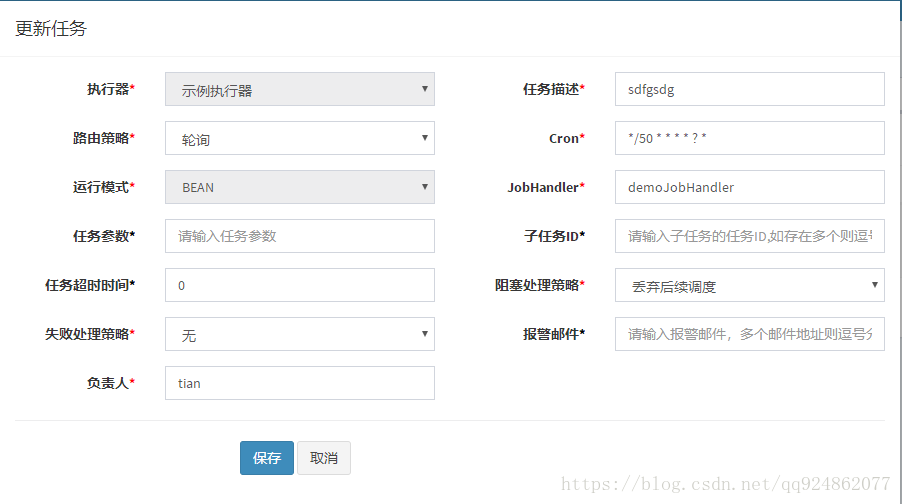 更新任务
执行器* 示例执行器 任务描述* sdfgsdg
路由策略* 轮询 Cron* */50 * * * * ? *
运行模式* BEAN JobHandler* demoJobHandler
任务参数* 请输入任务参数 子任务ID* 请输入子任务的任务ID,如存在多个则逗
任务超时时间* 0 阻塞处理策略* 丢弃后续调度
失败处理策略* 无 报警邮件* 请输入报警邮件，多个邮件地址则逗号分
负责人* tian
保存 取消
https://blog.csdn.net/qq924862077